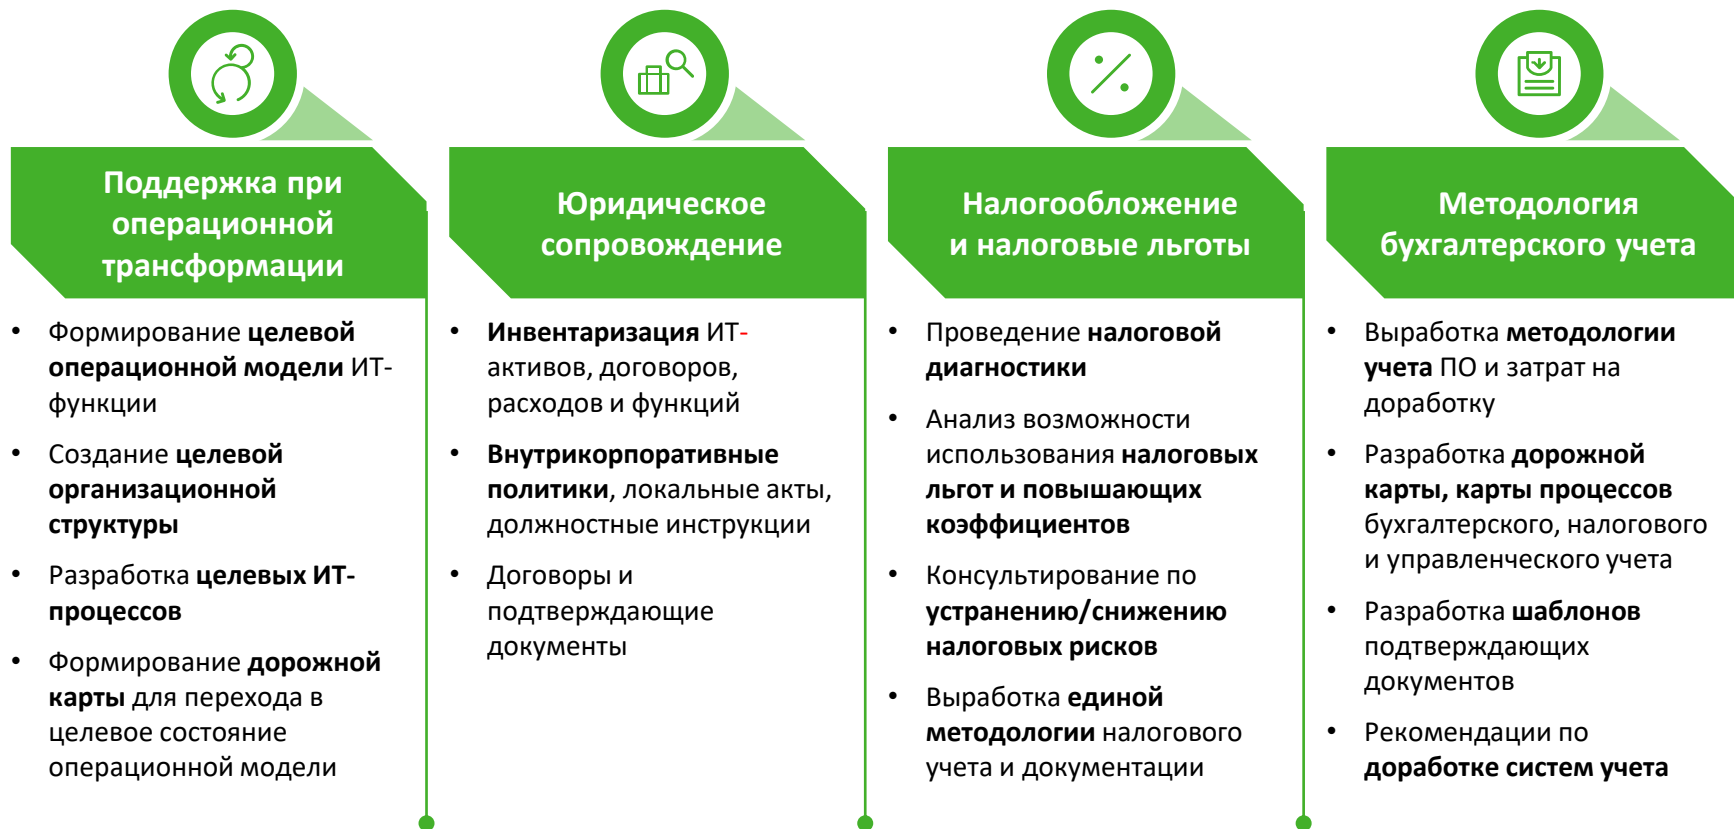 Поддержка при
операционной
трансформации
• Формирование целевой
операционной модели ИТ-
функции
• Создание целевой
организационной
структуры
• Разработка целевых ИТ-
процессов
• Формирование дорожной
карты для перехода в
целевое состояние
операционной модели
Юридическое
сопровождение
• Инвентаризация ИТ-
активов, договоров,
расходов и функций
• Внутрикорпоративные
политики, локальные акты,
должностные инструкции
• Договоры и
подтверждающие
документы
Налогообложение
и налоговые льготы
• Проведение налоговой
диагностики
• Анализ возможности
использования налоговых
льгот и повышающих
коэффициентов
• Консультирование по
устранению/снижению
налоговых рисков
• Выработка единой
методологии налогового
учета и документации
Методология
бухгалтерского учета
• Выработка методологии
учета ПО и затрат на
доработку
• Разработка дорожной
карты, карты процессов
бухгалтерского, налогового
и управленческого учета
• Разработка шаблонов
подтверждающих
документов
• Рекомендации по
доработке систем учета